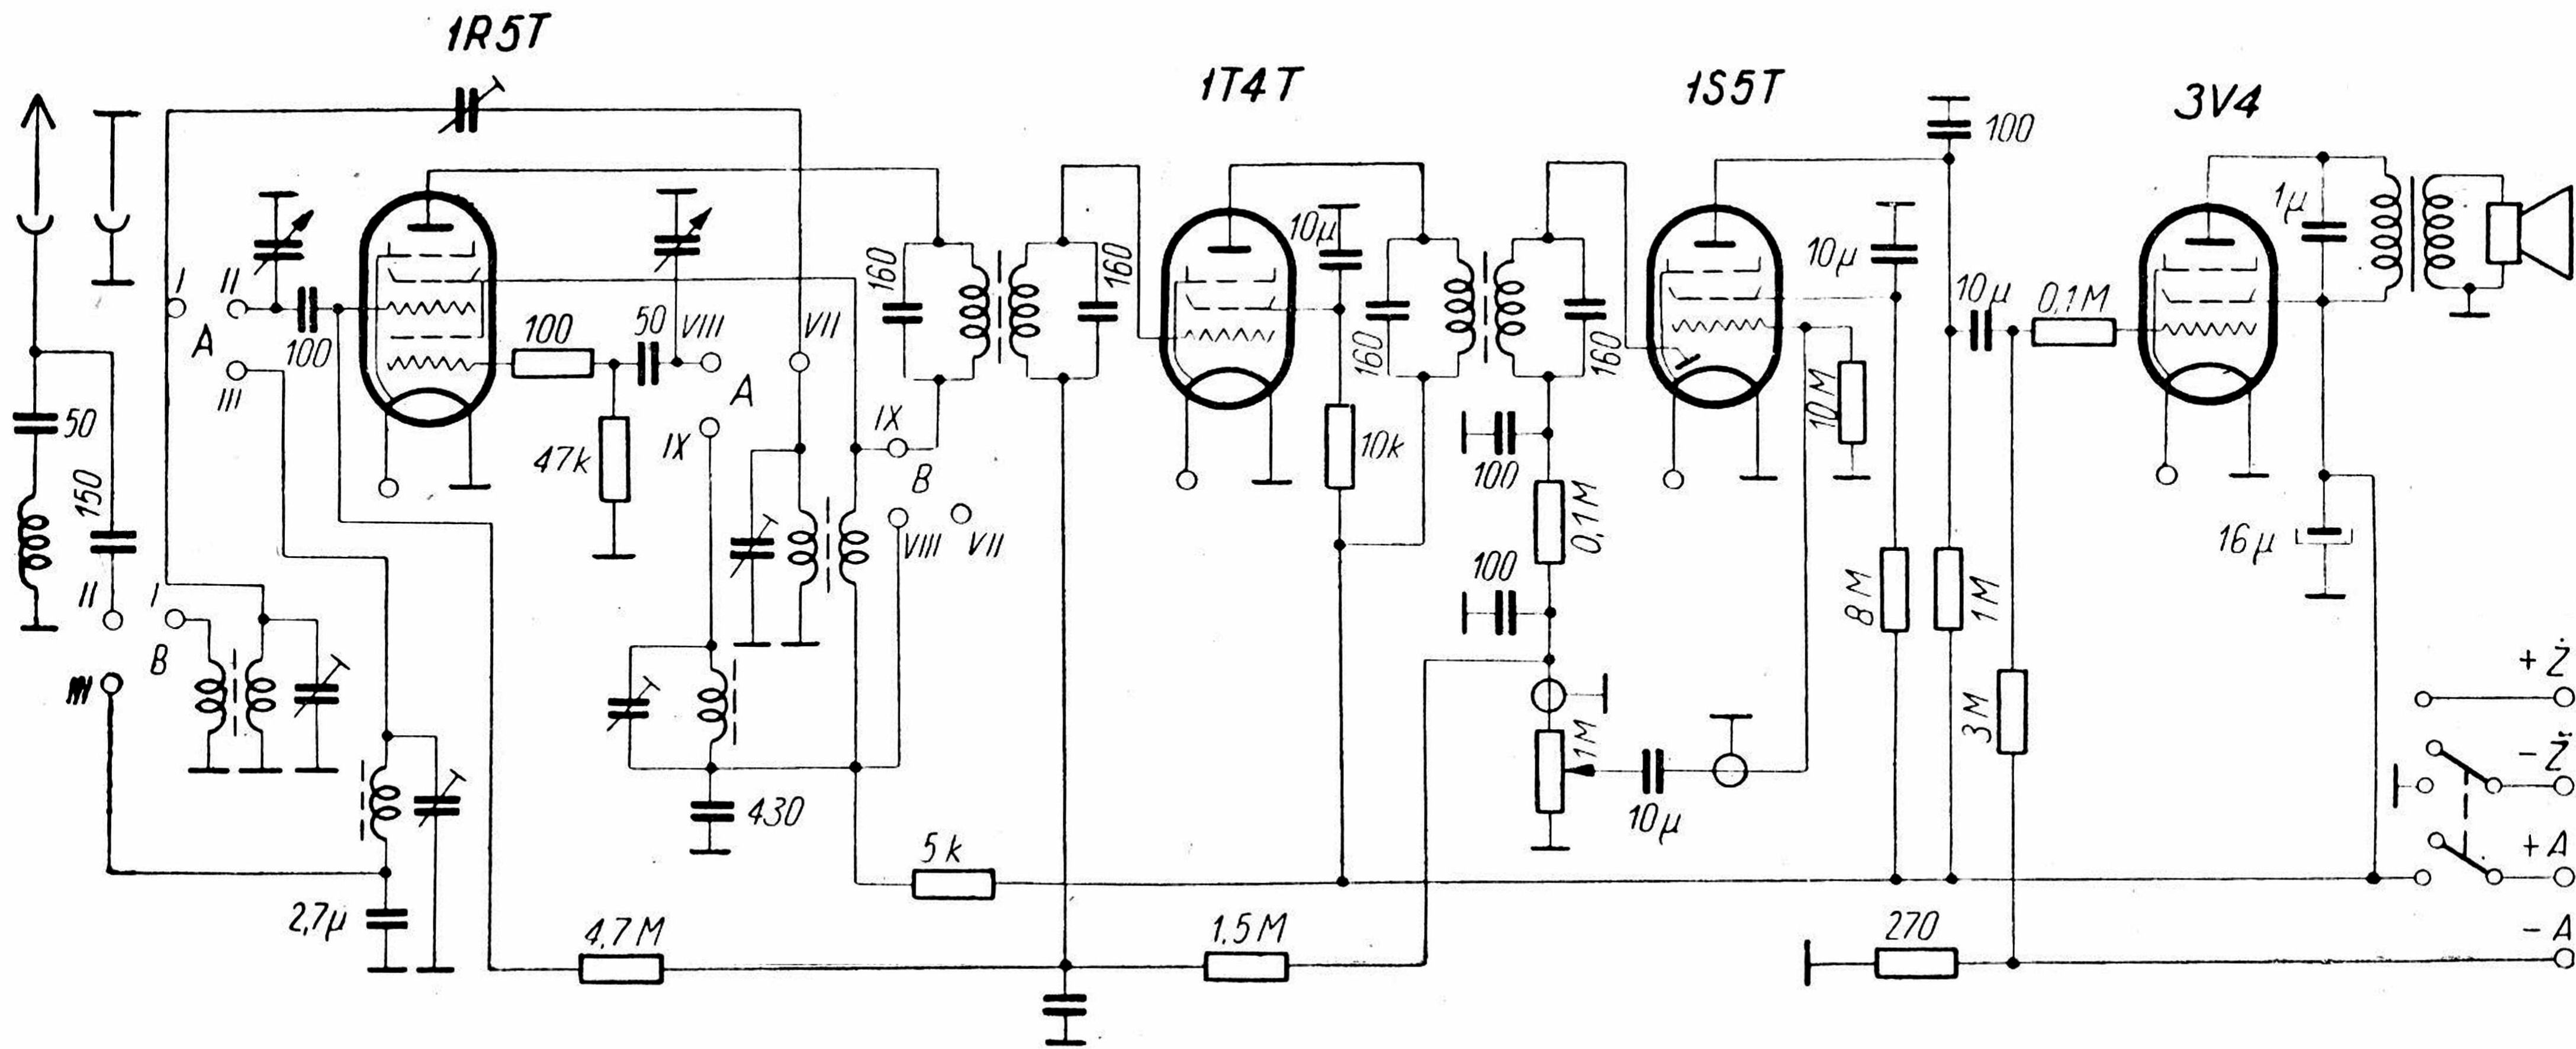 1R5T
1T4T
1S5T
3V4
100
1μ
10μ
10μ
160
160
I
II
A
100
III
100
50
VIII
VII
A
IX
47k
IX
B
VIII
VII
160
160
10k
100
0,1M
100
10M
10μ
0,1M
50
150
II
I
B
III
16μ
8M
1M
3M
1M
10μ
430
5k
2,7μ
4,7M
1,5M
270
+ Ż
- Ż
+ A
- A